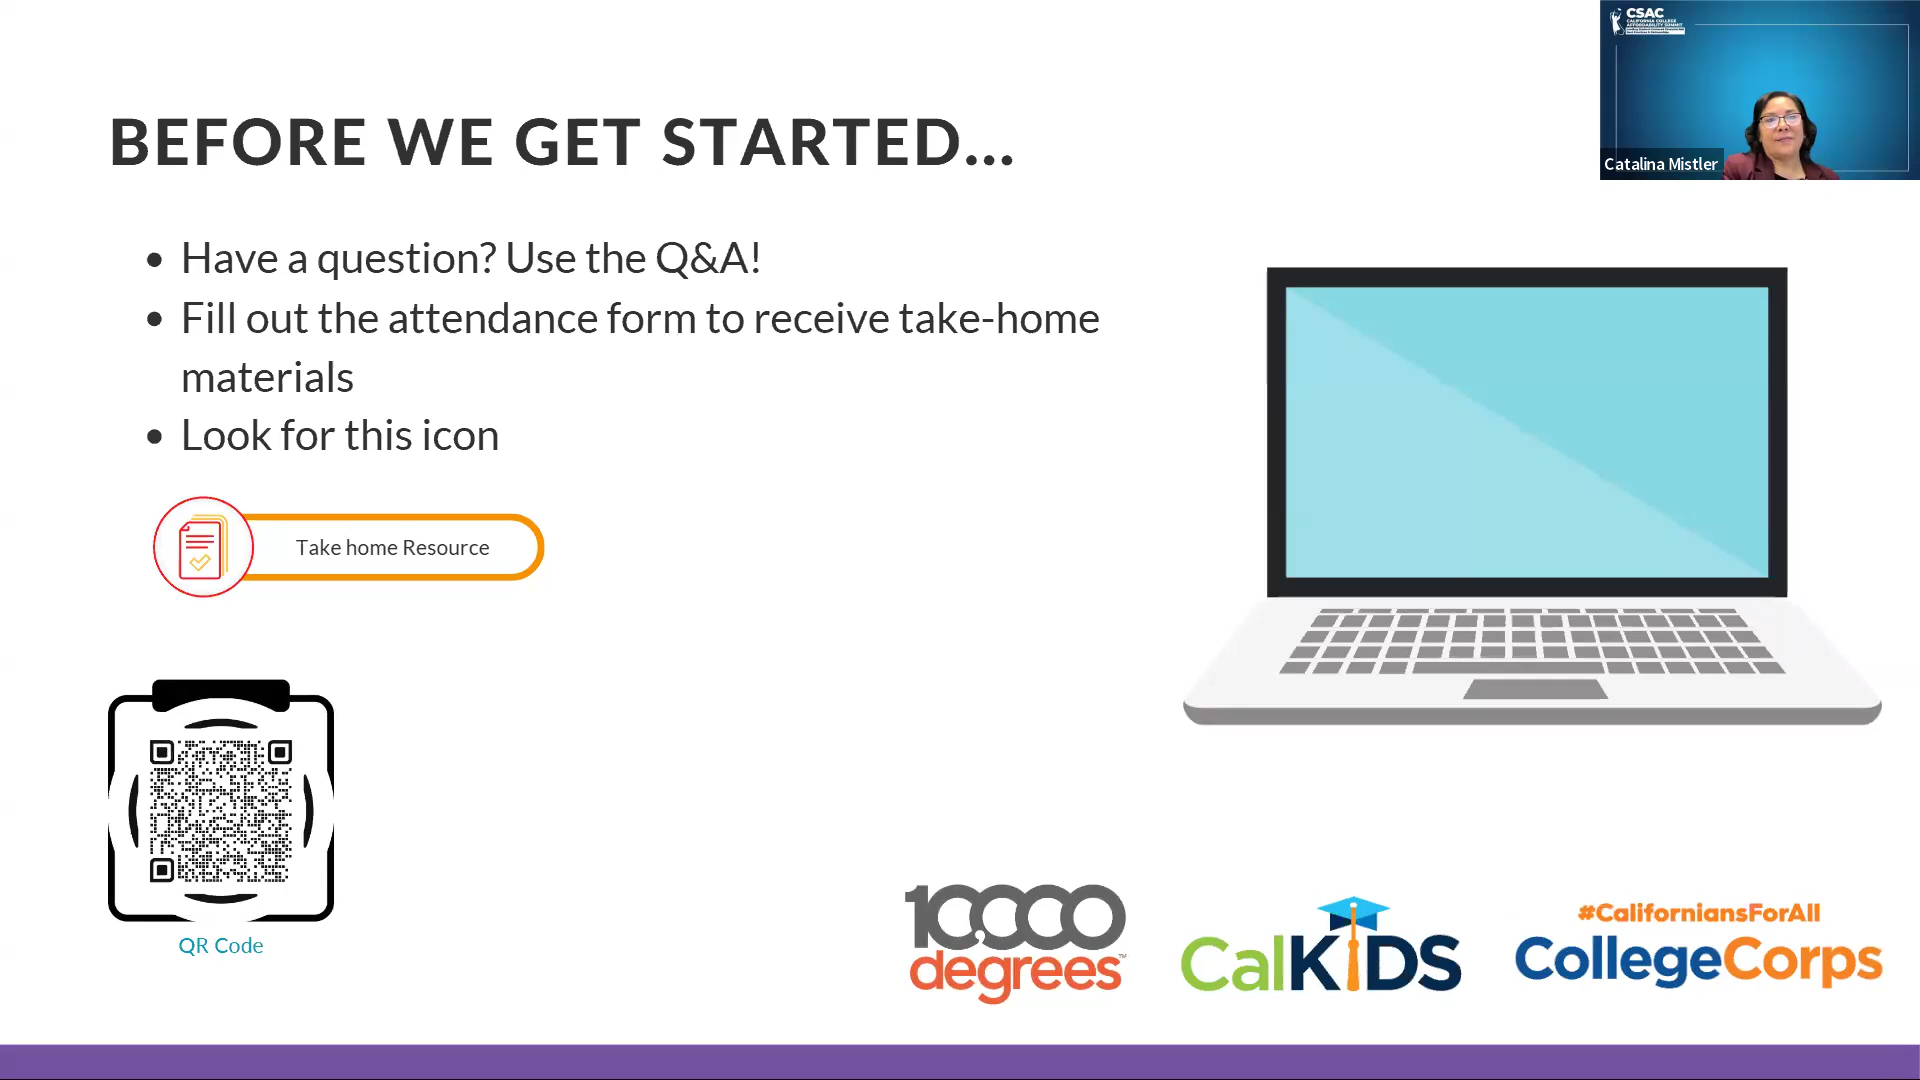 CSAC
CALIFORNIA COLLEGE
AFFORDABILITY SUMMIT
Catalina Mistler
BEFORE WE GET STARTED...
• Have a question? Use the Q&A!
• Fill out the attendance form to receive take-home
materials
• Look for this icon
Take home Resource
QR Code
10,000
degrees™
CalKIDS
#CaliforniansForAll
CollegeCorps